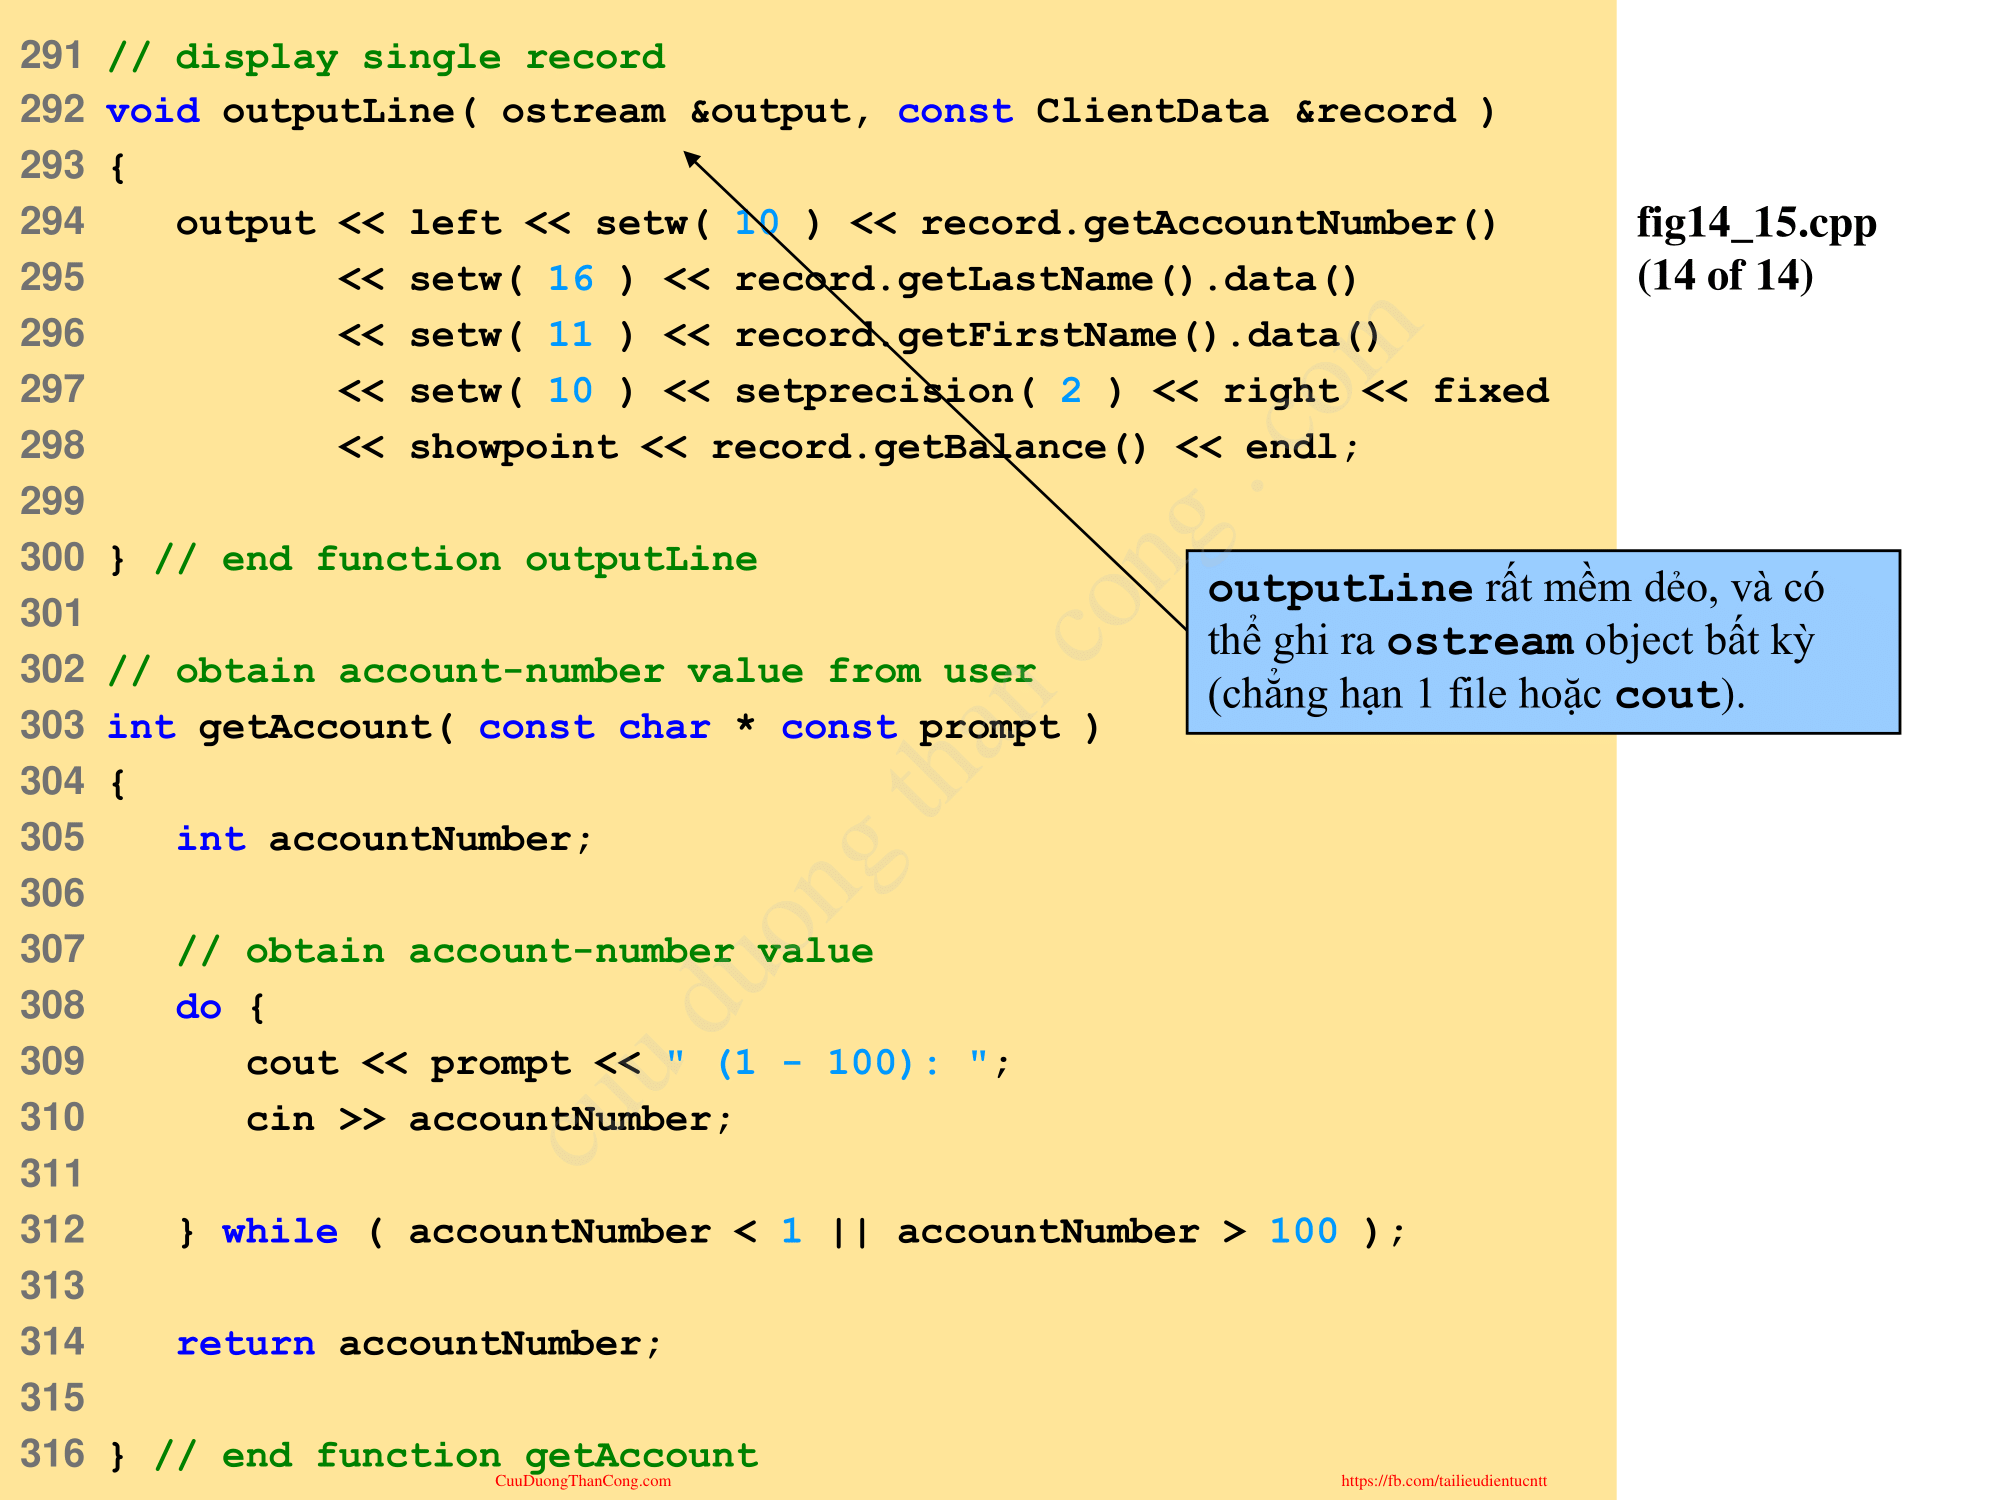 291 // display single record
292 void outputLine( ostream &output, const ClientData &record )
293 {
294    output << left << setw( 10 ) << record.getAccountNumber()
295           << setw( 16 ) << record.getLastName().data()
296           << setw( 11 ) << record.getFirstName().data()
297           << setw( 10 ) << setprecision( 2 ) << right << fixed
298           << showpoint << record.getBalance() << endl;
299
300 } // end function outputLine
301
302 // obtain account-number value from user
303 int getAccount( const char * const prompt )
304 {
305    int accountNumber;
306
307    // obtain account-number value
308    do {
309       cout << prompt << " (1 - 100): ";
310       cin >> accountNumber;
311
312    } while ( accountNumber < 1 || accountNumber > 100 );
313
314    return accountNumber;
315
316 } // end function getAccount
fig14_15.cpp
(14 of 14)
outputLine rất mềm dẻo, và có
thể ghi ra ostream object bất kỳ
(chẳng hạn 1 file hoặc cout).
cuu duong than cong . com
CuuDuongThanCong.com
https://fb.com/tailieudientucntt